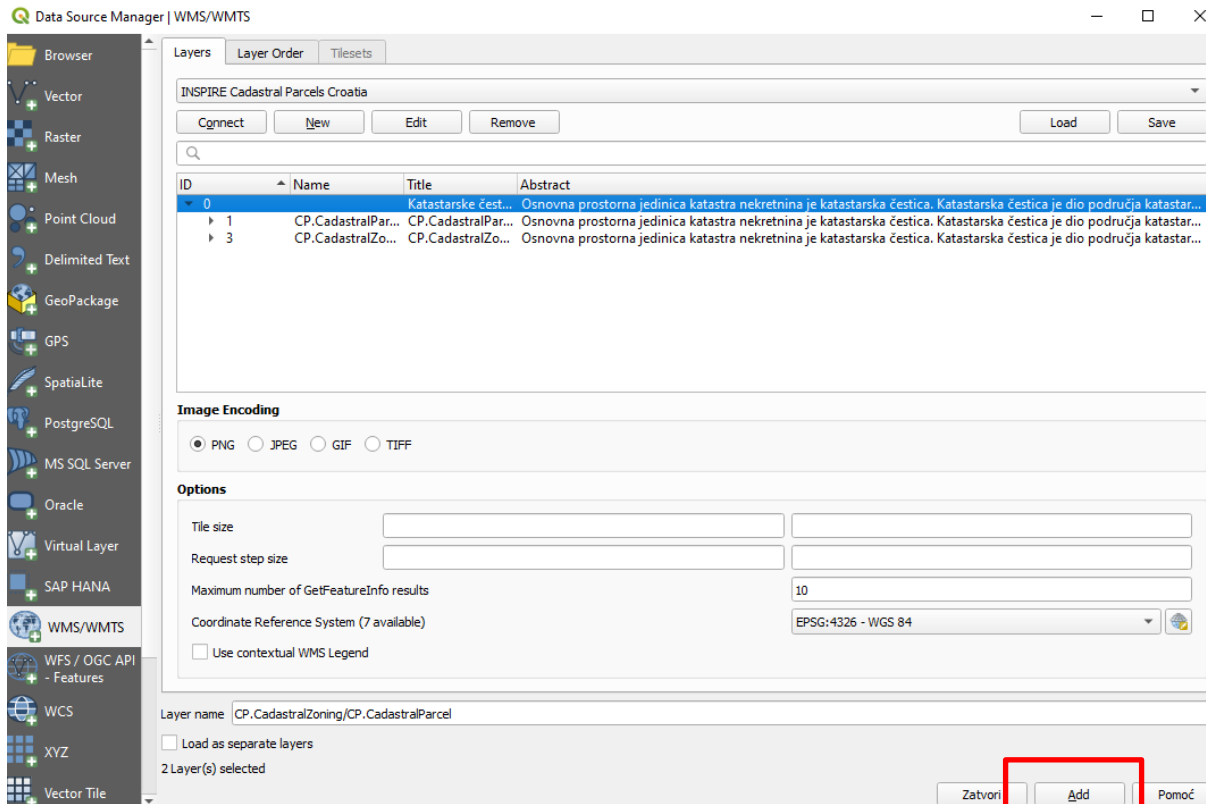 Data Source Manager | WMS/WMTS
Browser
Vector
Raster
Mesh
Point Cloud
Delimited Text
GeoPackage
GPS
SpatiaLite
PostgreSQL
MS SQL Server
Oracle
Virtual Layer
SAP HANA
WMS/WMTS
WFS / OGC API
- Features
WCS
XYZ
Vector Tile
Layers Layer Order Tilesets
INSPIRE Cadastral Parcels Croatia
Connect New Edit Remove Load Save
ID Name Title Abstract
0 Katastarske čest... Osnovna prostorna jedinica katastra nekretnina je katastarska čestica. Katastarska čestica je dio područja katastar...
1 CP.CadastralPar... CP.CadastralPar... Osnovna prostorna jedinica katastra nekretnina je katastarska čestica. Katastarska čestica je dio područja katastar...
3 CP.CadastralZo... CP.CadastralZo... Osnovna prostorna jedinica katastra nekretnina je katastarska čestica. Katastarska čestica je dio područja katastar...
Image Encoding
PNG JPEG GIF TIFF
Options
Tile size
Request step size
Maximum number of GetFeatureInfo results 10
Coordinate Reference System (7 available) EPSG:4326 - WGS 84
Use contextual WMS Legend
Layer name CP.CadastralZoning/CP.CadastralParcel
Load as separate layers
2 Layer(s) selected
Zatvori Add Pomoć